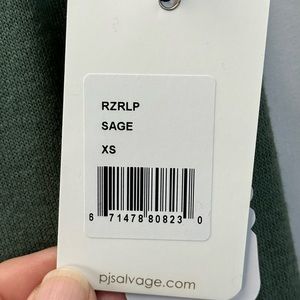 RZRLP
SAGE
XS
6 71478 80823 0
pjsalvage.com